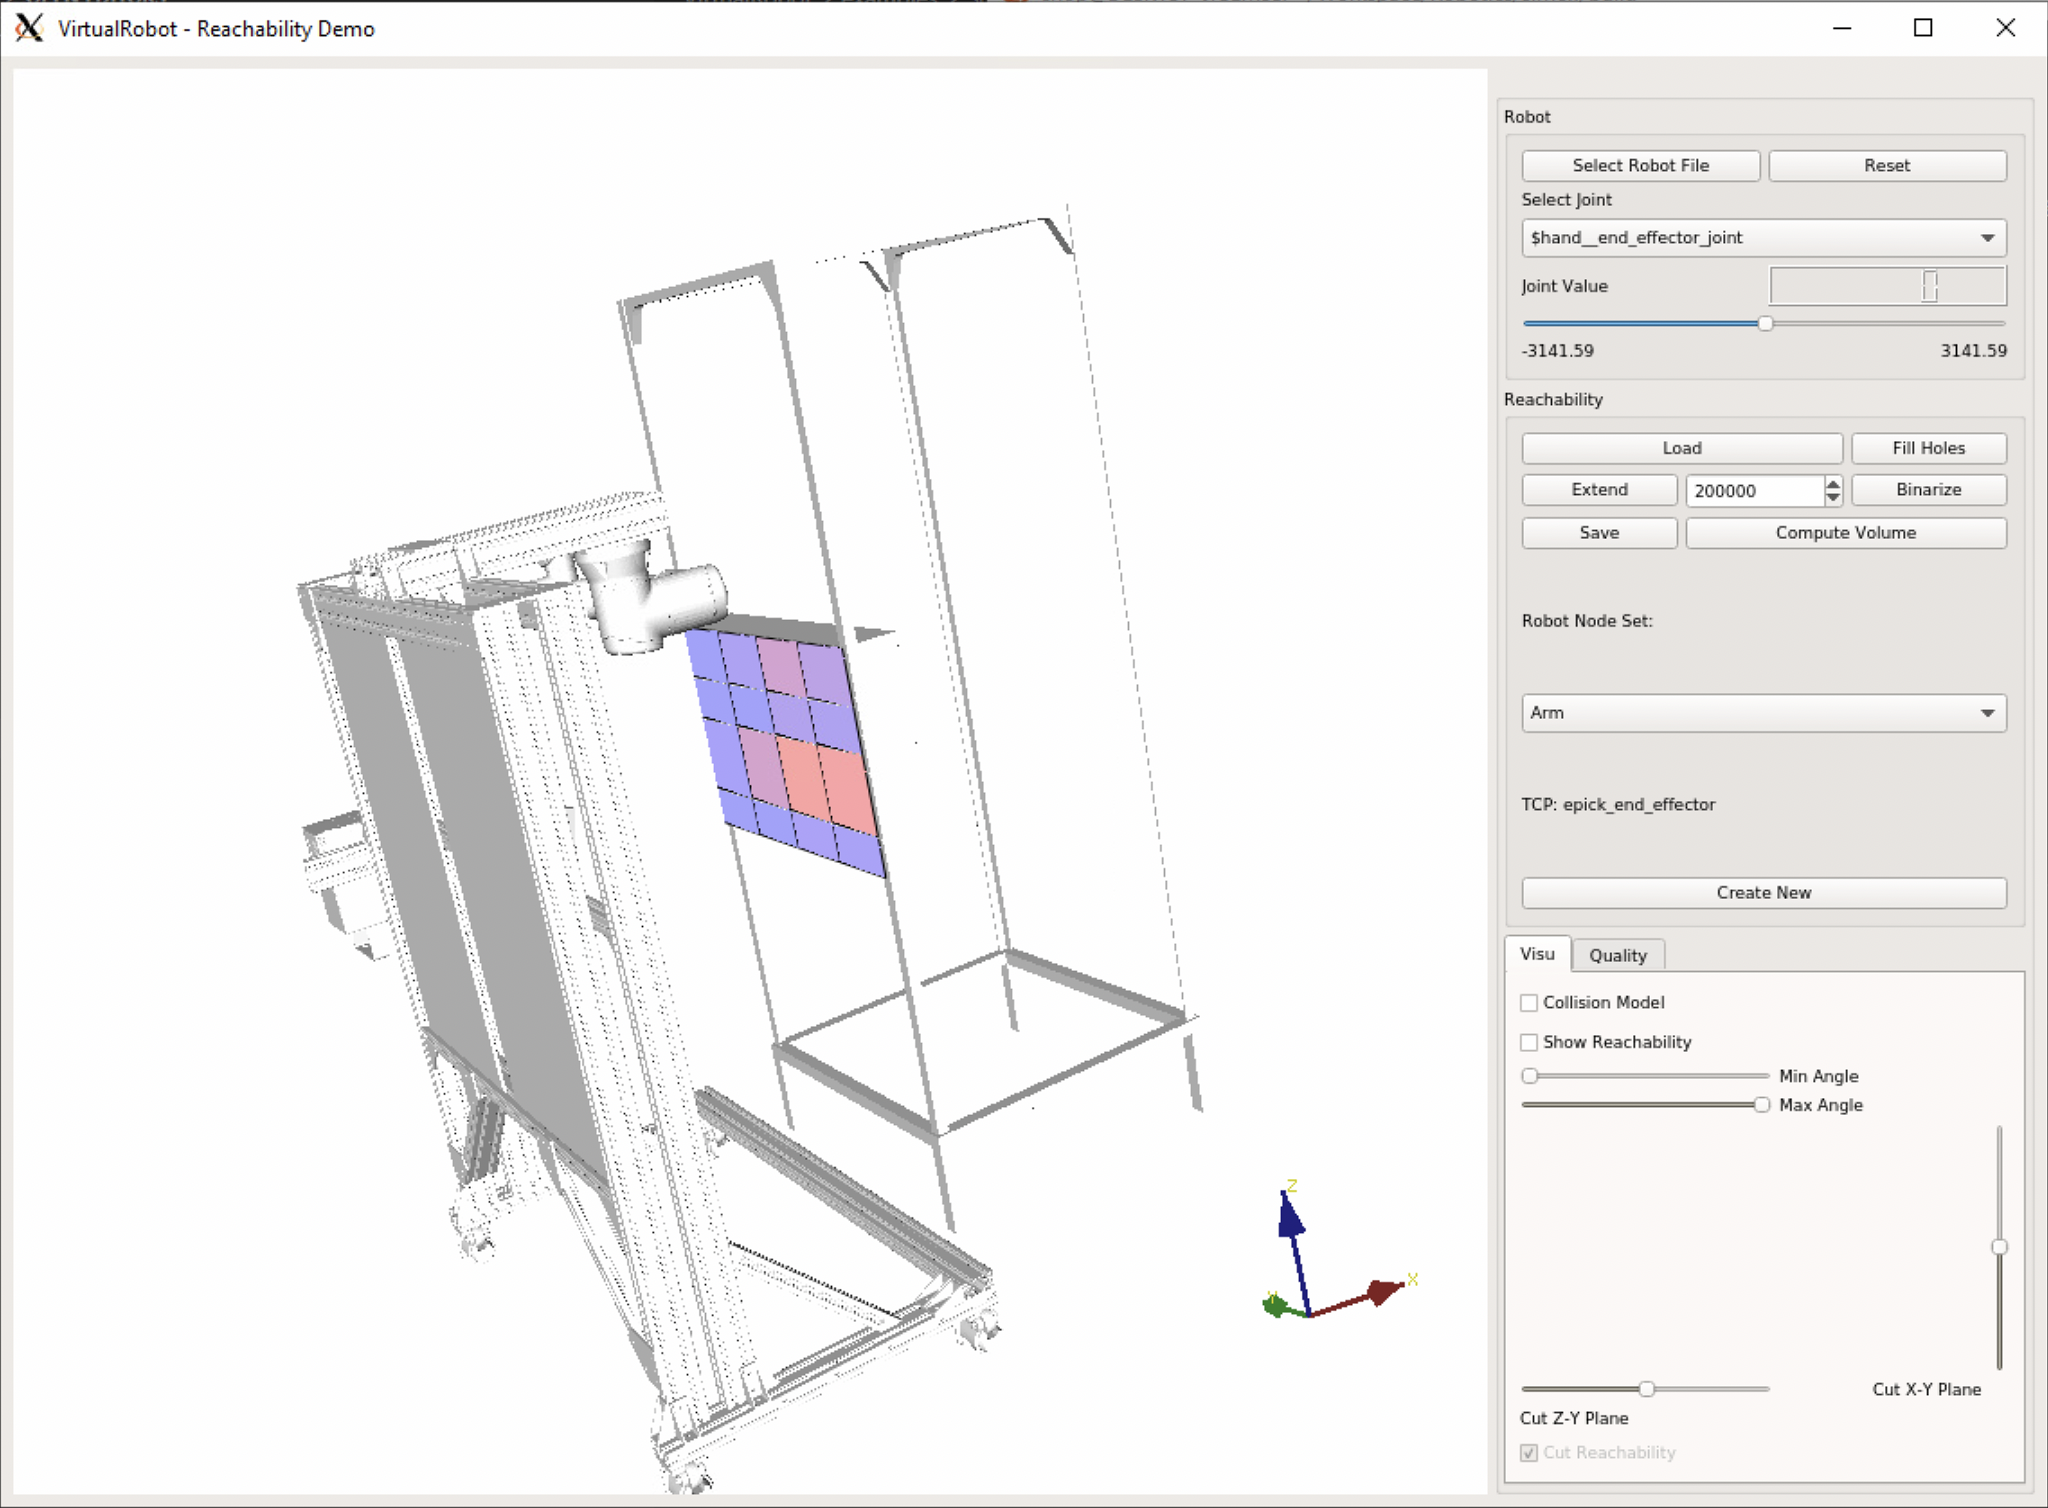 VirtualRobot - Reachability Demo
Robot
Select Robot File
Reset
Select Joint
$hand__end_effector_joint
Joint Value
-3141.59
3141.59
Reachability
Load
Fill Holes
Extend
200000
Binarize
Save
Compute Volume
Robot Node Set:
Arm
TCP: epick_end_effector
Create New
Visu
Quality
Collision Model
Show Reachability
Min Angle
Max Angle
Z
X
Y
Cut X-Y Plane
Cut Z-Y Plane
Cut Reachability